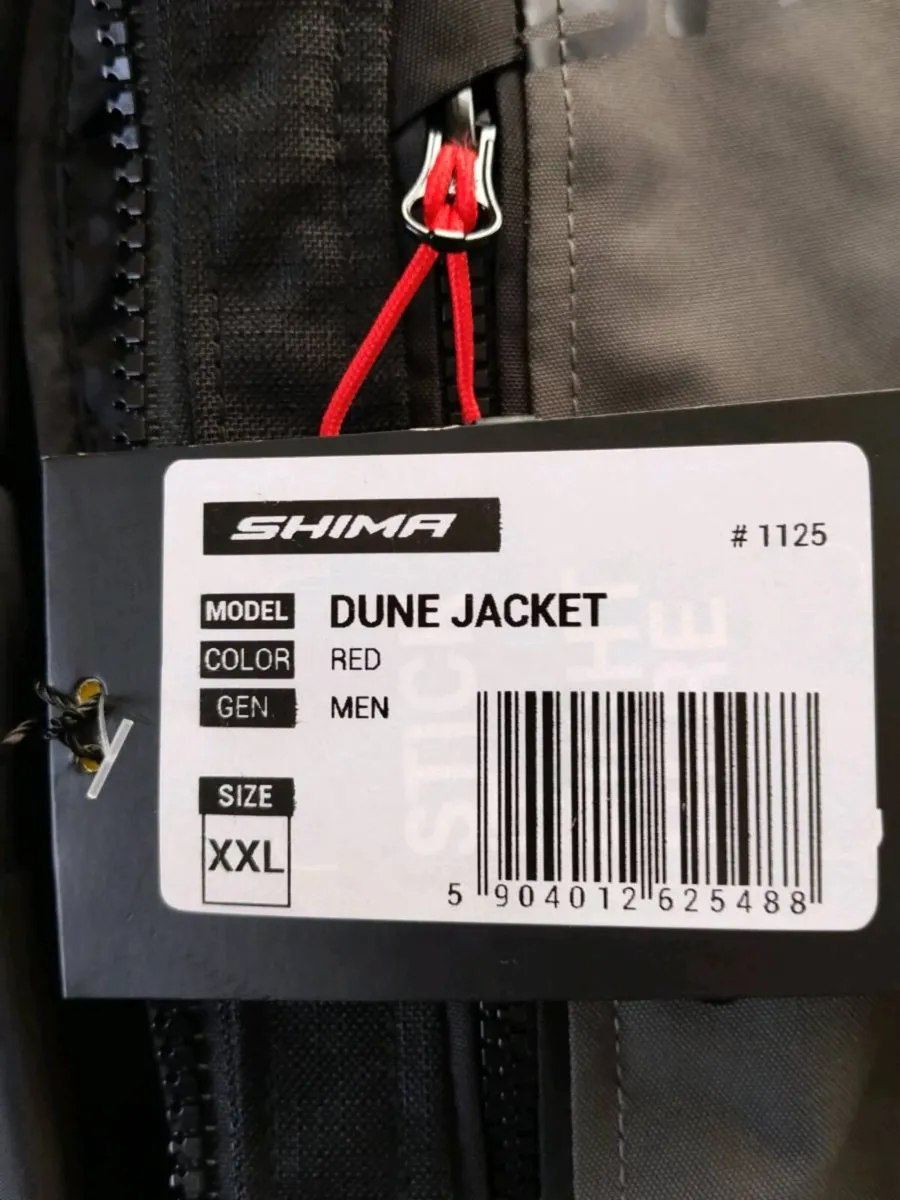 SHIMA
# 1125
MODEL DUNE JACKET
COLOR RED
GEN MEN
SIZE
XXL
5 904012 625488